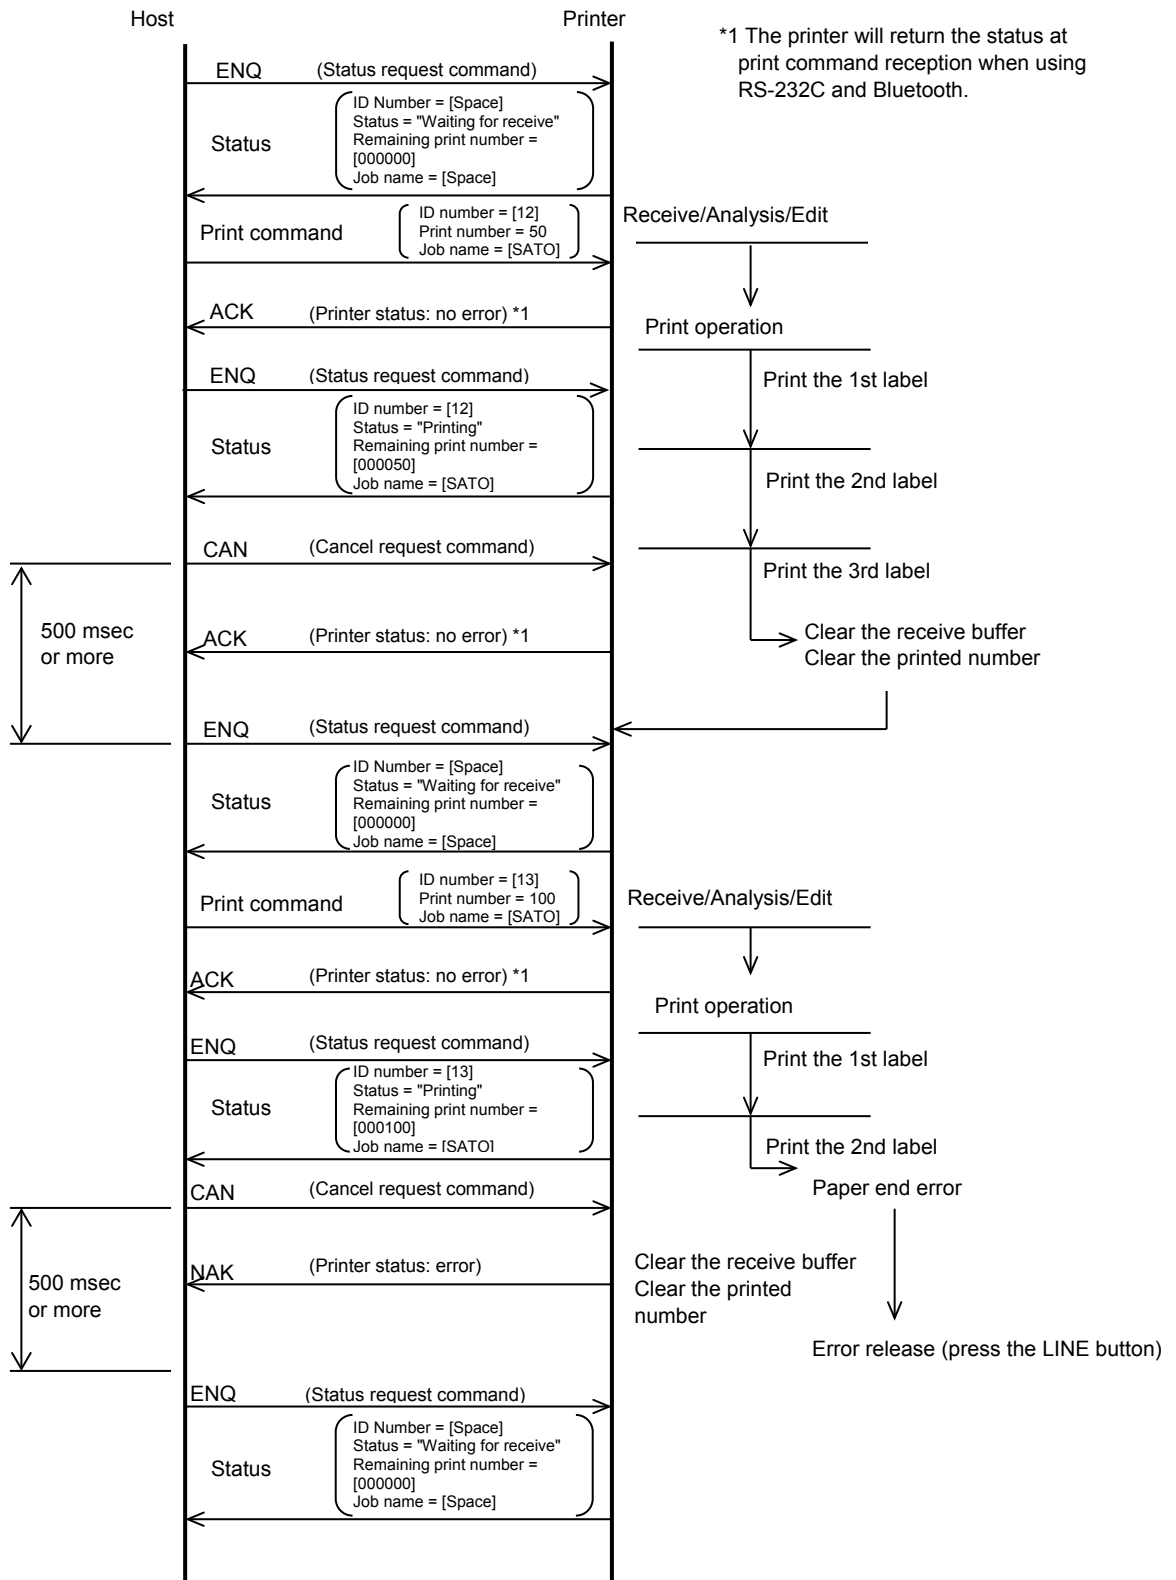 Host
Printer
*1 The printer will return the status at
print command reception when using
RS-232C and Bluetooth.
ENQ (Status request command)
Status
ID Number = [Space]
Status = "Waiting for receive"
Remaining print number =
[000000]
Job name = [Space]
Print command
ID number = [12]
Print number = 50
Job name = [SATO]
Receive/Analysis/Edit
ACK (Printer status: no error) *1
Print operation
ENQ (Status request command)
Print the 1st label
Status
ID number = [12]
Status = "Printing"
Remaining print number =
[000050]
Job name = [SATO]
Print the 2nd label
CAN (Cancel request command)
Print the 3rd label
500 msec
or more
ACK (Printer status: no error) *1
Clear the receive buffer
Clear the printed number
ENQ (Status request command)
Status
ID Number = [Space]
Status = "Waiting for receive"
Remaining print number =
[000000]
Job name = [Space]
Print command
ID number = [13]
Print number = 100
Job name = [SATO]
Receive/Analysis/Edit
ACK (Printer status: no error) *1
Print operation
ENQ (Status request command)
Print the 1st label
Status
ID number = [13]
Status = "Printing"
Remaining print number =
[000100]
Job name = [SATO]
Print the 2nd label
CAN (Cancel request command)
Paper end error
500 msec
or more
NAK (Printer status: error)
Clear the receive buffer
Clear the printed
number
Error release (press the LINE button)
ENQ (Status request command)
Status
ID Number = [Space]
Status = "Waiting for receive"
Remaining print number =
[000000]
Job name = [Space]